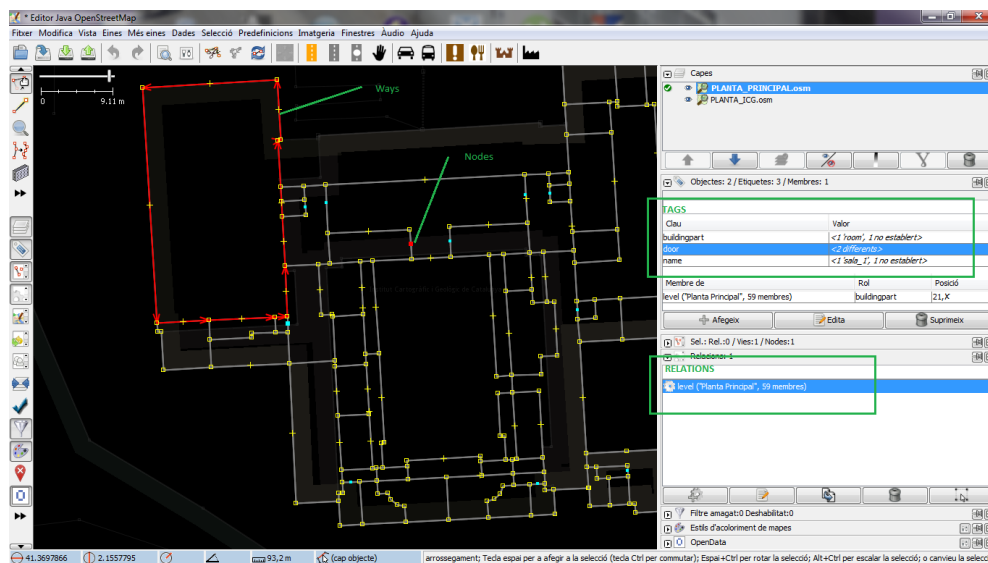 * Editor Java OpenStreetMap
Fitxer Modifica Vista Eines Més eines Dades Selecció Predefinicions Imatgeria Finestres Àudio Ajuda
0 9.11 m
Ways
Nodes
Capes
PLANTA_PRINCIPAL.osm
PLANTA_ICG.osm
Objectes: 2 / Etiquetes: 3 / Membres: 1
TAGS
Clau Valor
buildingpart <1 'room', 1 no establert>
door <2 different>
name <1 'sala_1', 1 no establert>
Membre de Rol Posició
level ("Planta Principal", 59 membres) buildingpart 21,X
Afegeix Edita Suprimeix
Sel.: Rel.:0 / Vies:1 / Nodes:1
Relacions: 1
RELATIONS
level ("Planta Principal", 59 membres)
Filtre amagat:0 Deshabilitat:0
Estils d'acoloriment de mapes
OpenData
41.3697866 2.1557795 93,2 m (cap objecte) arrossegament; Tecla espai per a afegir a la selecció (tecla Ctrl per commutar); Espai+Ctrl per rotar la selecció; Alt+Ctrl per escalar la selecció; o canvieu la selecc